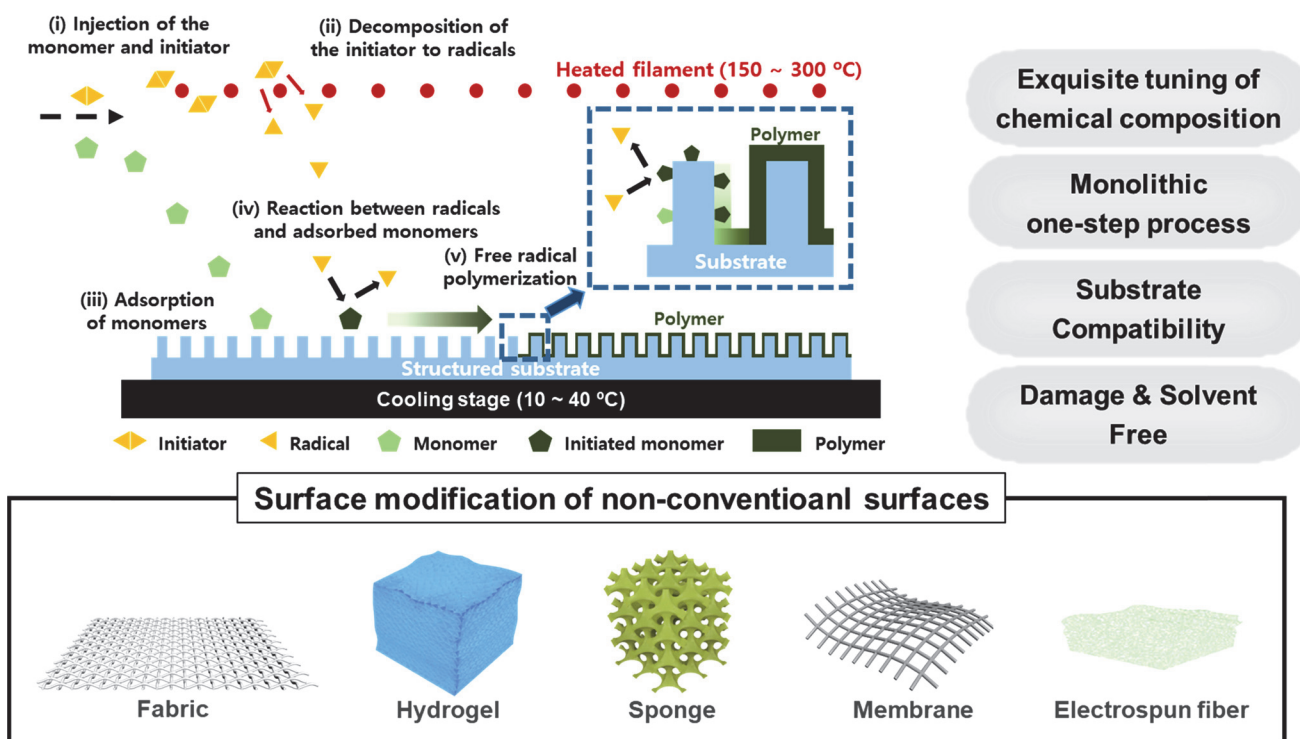 (i) Injection of the
monomer and initiator
(ii) Decomposition of
the initiator to radicals
Heated filament (150 ~ 300 ºC)
Polymer
Substrate
(iv) Reaction between radicals
and adsorbed monomers
(v) Free radical
polymerization
(iii) Adsorption
of monomers
Polymer
Structured substrate
Cooling stage (10 ~ 40 ºC)
Initiator
Radical
Monomer
Initiated monomer
Polymer
Exquisite tuning of
chemical composition
Monolithic
one-step process
Substrate
Compatibility
Damage & Solvent
Free
Surface modification of non-conventioanl surfaces
Fabric
Hydrogel
Sponge
Membrane
Electrospun fiber